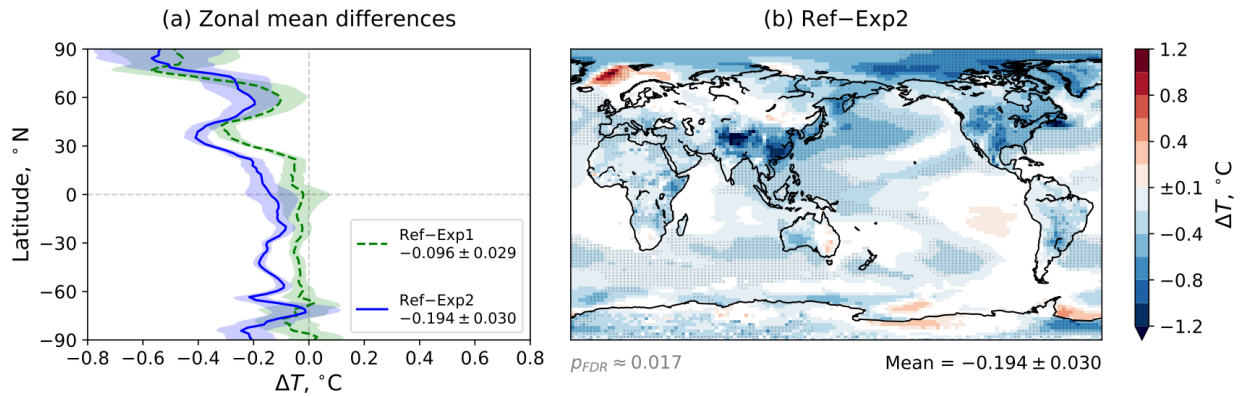 (a) Zonal mean differences
90
60
30
0
−30
−60
−90
Latitude, ° N
−0.8 −0.6 −0.4 −0.2 0.0 0.2 0.4 0.6 0.8
ΔT, °C
Ref−Exp1
−0.096 ± 0.029
Ref−Exp2
−0.194 ± 0.030
(b) Ref−Exp2
p_FDR ≈ 0.017
Mean = −0.194 ± 0.030
1.2
0.8
0.4
±0.1
−0.4
−0.8
−1.2
ΔT, °C